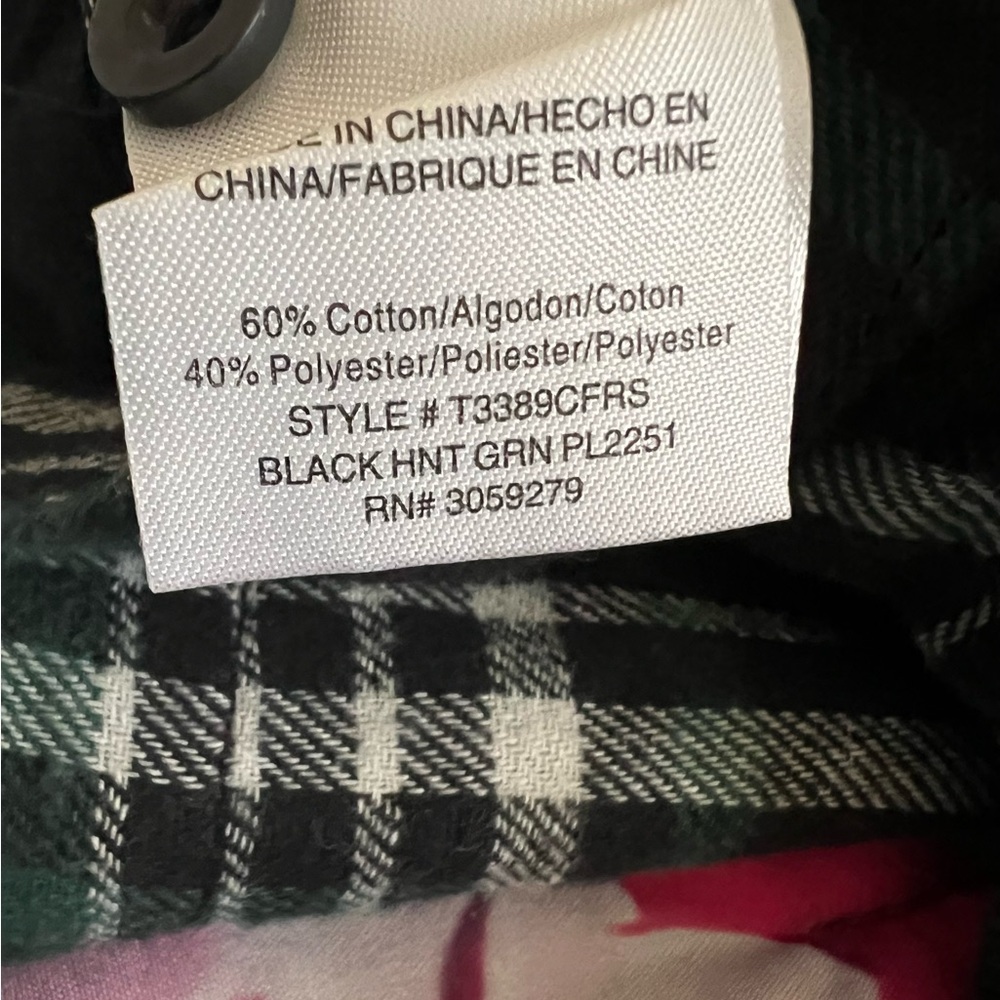 IN CHINA/HECHO EN
CHINA/FABRIQUE EN CHINE
60% Cotton/Algodon/Coton
40% Polyester/Poliester/Polyester
STYLE # T3389CFRS
BLACK HNT GRN PL2251
RN# 3059279